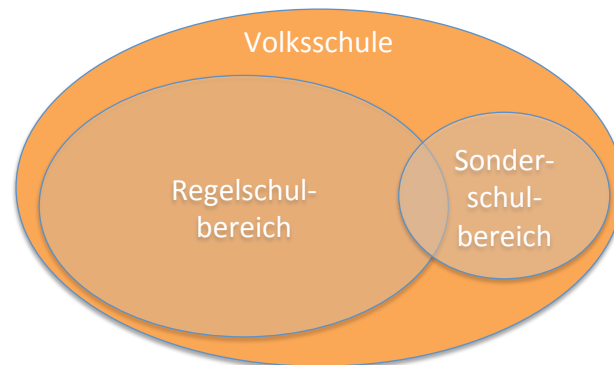 Volksschule
Regelschul-
bereich
Sonder-
schul-
bereich